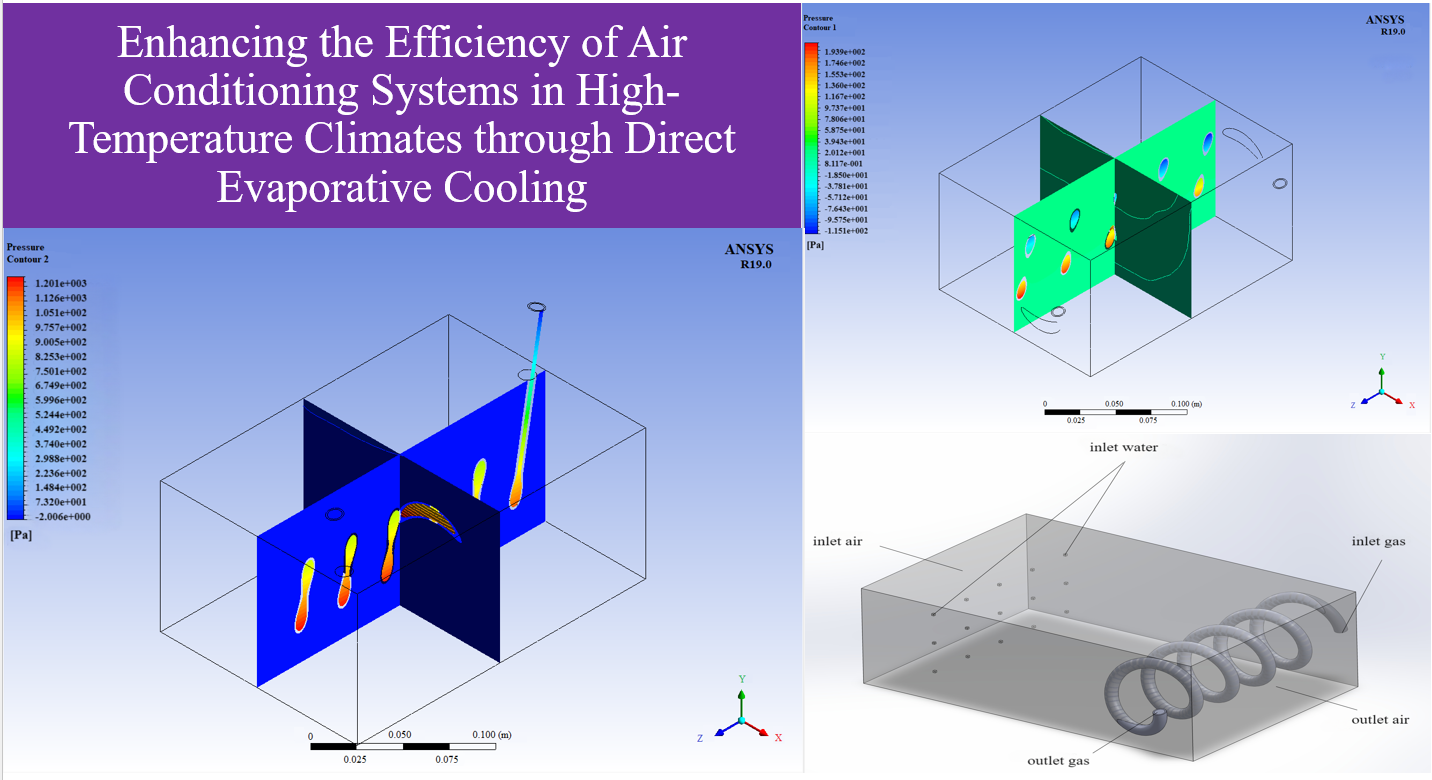 Enhancing the Efficiency of Air
Conditioning Systems in High-
Temperature Climates through Direct
Evaporative Cooling
Pressure
Contour 1
1.939e+002
1.746e+002
1.553e+002
1.360e+002
1.167e+002
9.737e+001
7.806e+001
5.875e+001
3.943e+001
2.012e+001
8.117e-001
-1.850e+001
-3.781e+001
-5.712e+001
-7.643e+001
-9.575e+001
-1.151e+002
[Pa]
ANSYS
R19.0
0 0.050 0.100 (m)
0.025 0.075
Y
Z X
Pressure
Contour 2
1.201e+003
1.126e+003
1.051e+003
9.757e+002
9.005e+002
8.253e+002
7.501e+002
6.749e+002
5.996e+002
5.244e+002
4.492e+002
3.740e+002
2.988e+002
2.236e+002
1.484e+002
7.320e+001
-2.006e+000
[Pa]
ANSYS
R19.0
0 0.050 0.100 (m)
0.025 0.075
Y
Z X
inlet water
inlet air
inlet gas
outlet air
outlet gas